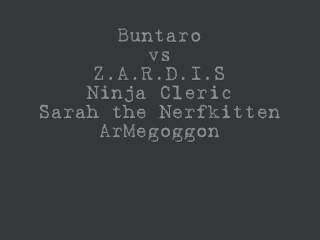 Buntaro
vs
Z.A.R.D.I.S
Ninja Cleric
Sarah the Nerfkitten
ArMegoggon